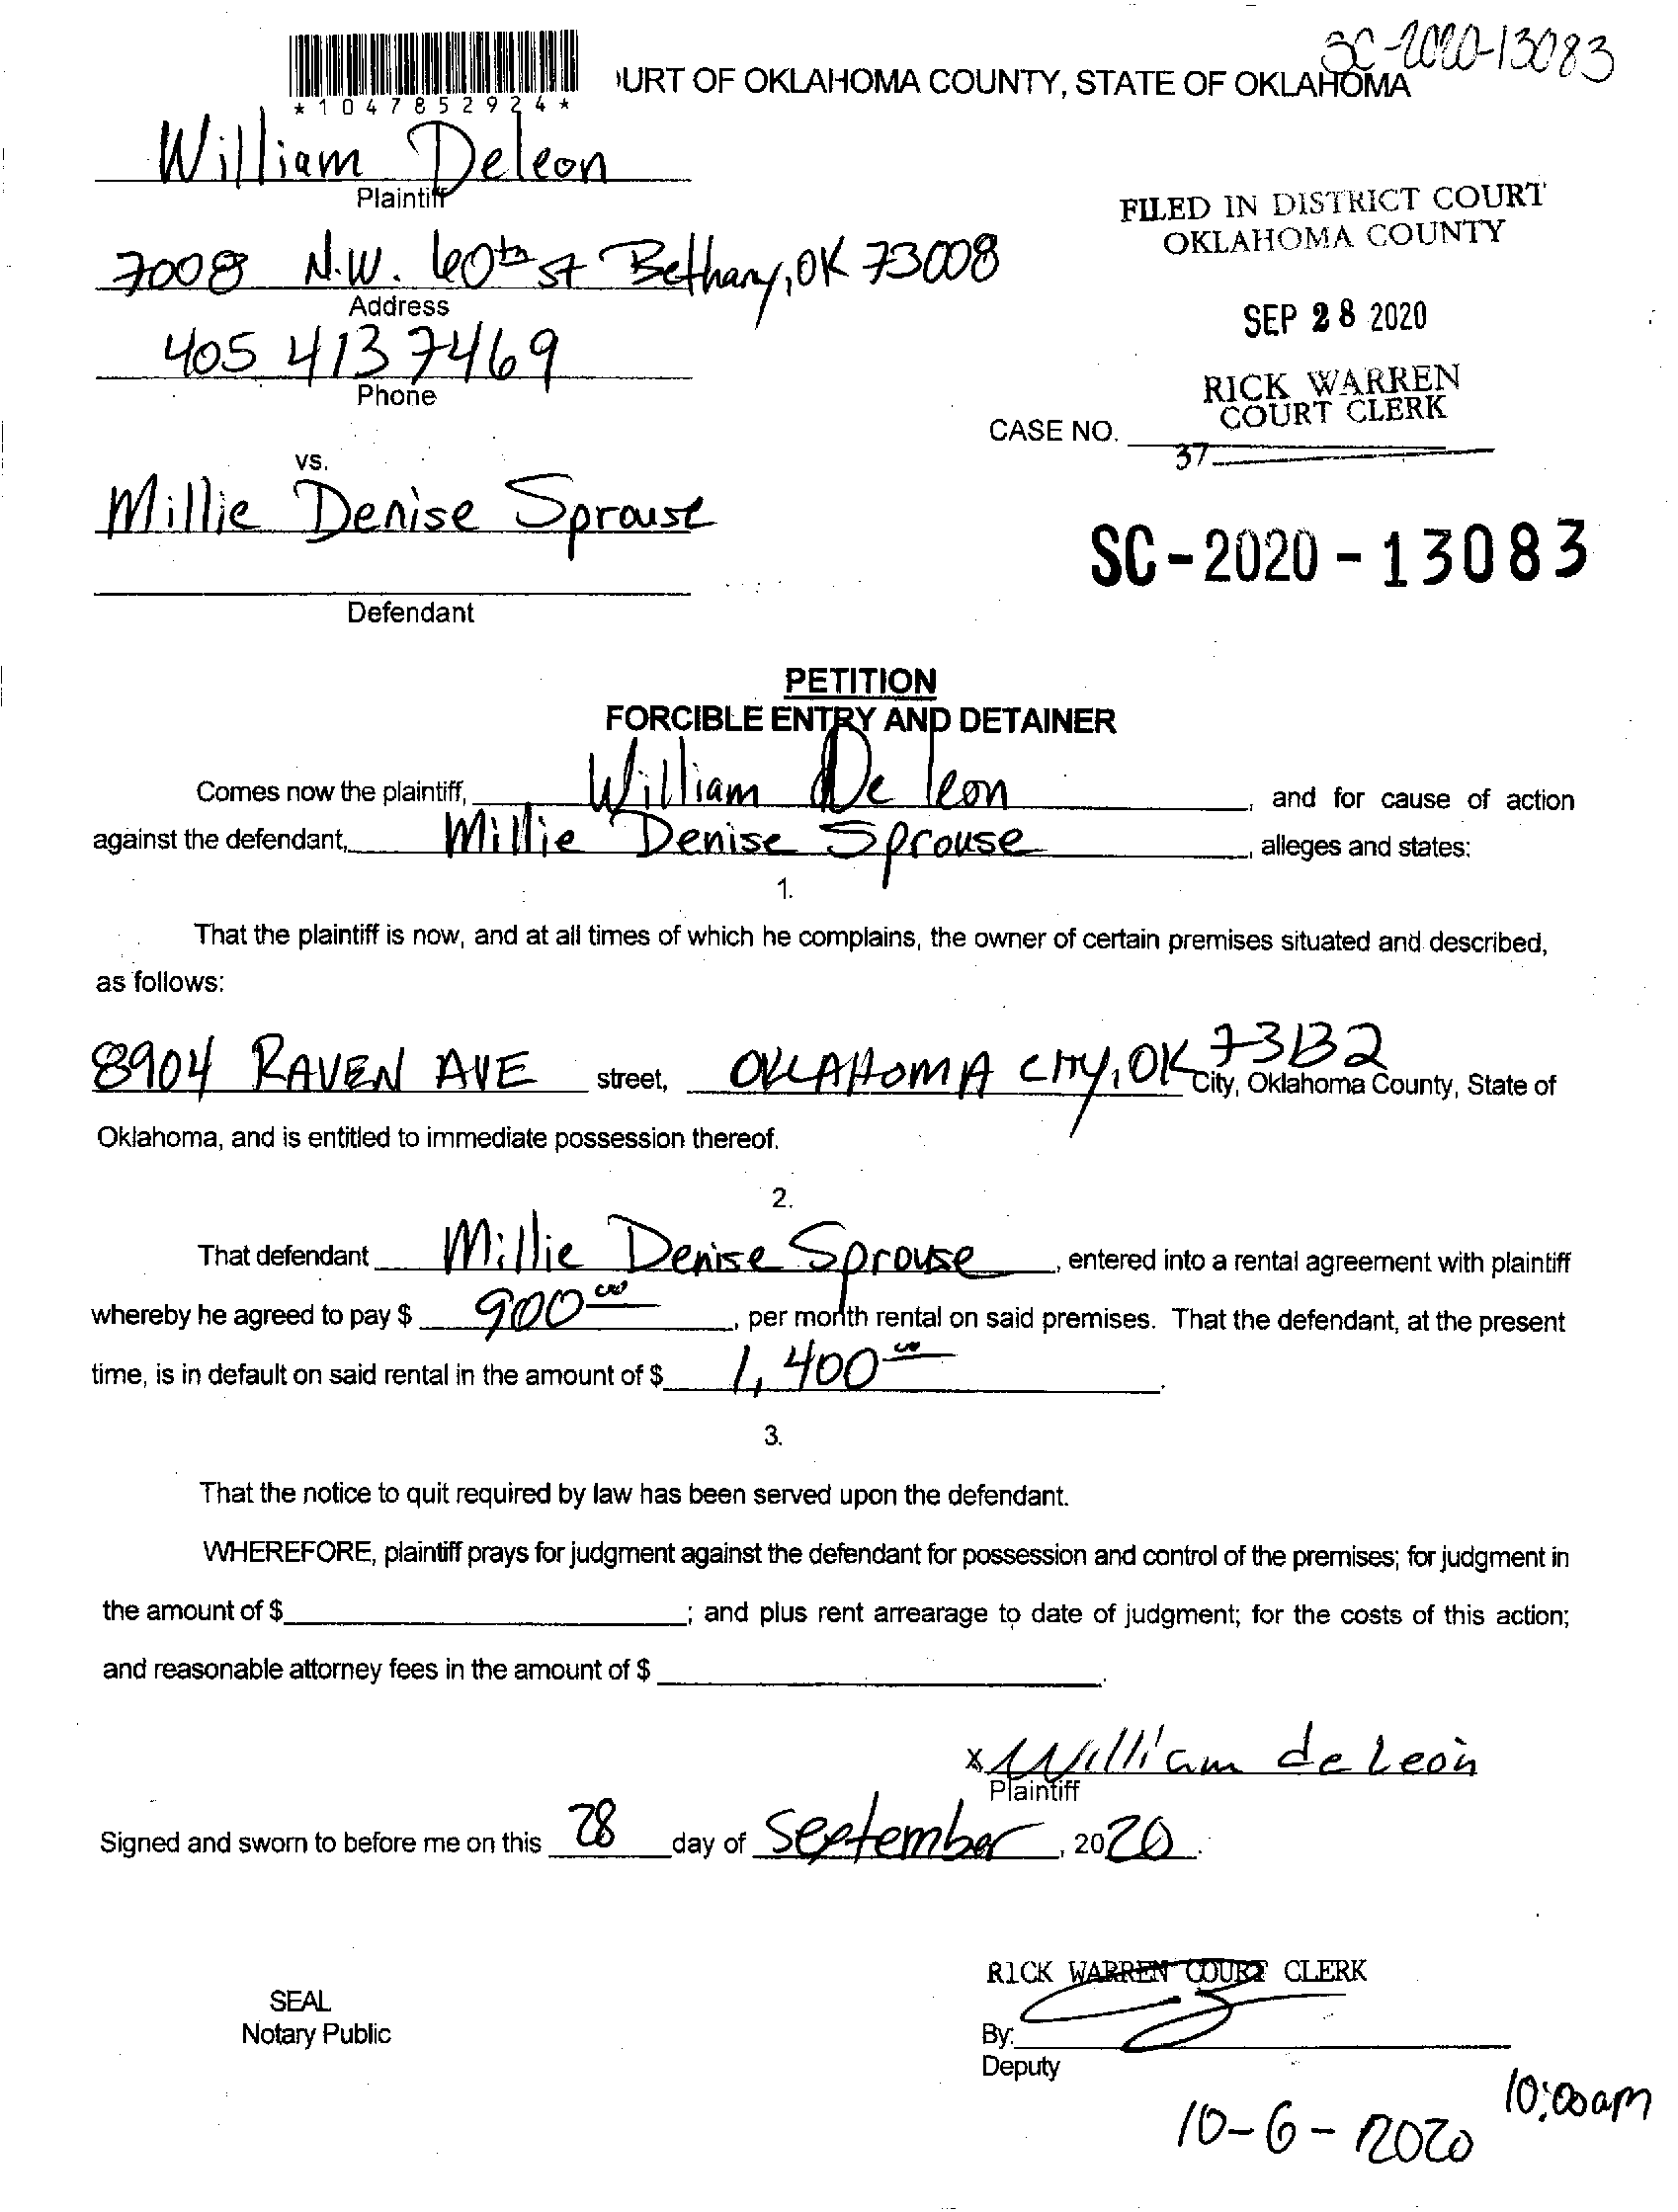 SC-2020-13083
*1047852924*
URT OF OKLAHOMA COUNTY, STATE OF OKLAHOMA
William Deleon
Plaintiff
7008 N.W. 60th st Bethany, OK 73008
Address
405 413 7469
Phone
FILED IN DISTRICT COURT
OKLAHOMA COUNTY
SEP 28 2020
RICK WARREN
COURT CLERK
CASE NO.
37
vs.
Millie Denise Sprouse
SC-2020-13083
Defendant
PETITION
FORCIBLE ENTRY AND DETAINER
Comes now the plaintiff, William De leon, and for cause of action
against the defendant, Millie Denise Sprouse, alleges and states:
1.
That the plaintiff is now, and at all times of which he complains, the owner of certain premises situated and described,
as follows:
8904 RAVEN AVE street, OKLAHOMA CITY, OK 73132 City, Oklahoma County, State of
Oklahoma, and is entitled to immediate possession thereof.
2.
That defendant Millie Denise Sprouse, entered into a rental agreement with plaintiff
whereby he agreed to pay $ 900 00, per month rental on said premises. That the defendant, at the present
time, is in default on said rental in the amount of $ 1,400 00.
3.
That the notice to quit required by law has been served upon the defendant.
WHEREFORE, plaintiff prays for judgment against the defendant for possession and control of the premises; for judgment in
the amount of $ ; and plus rent arrearage to date of judgment; for the costs of this action;
and reasonable attorney fees in the amount of $ .
x William de Leon
Plaintiff
Signed and sworn to before me on this 28 day of September, 2020.
RICK WARREN COURT CLERK
SEAL
Notary Public
By:
Deputy
10:00am
10-6-2020